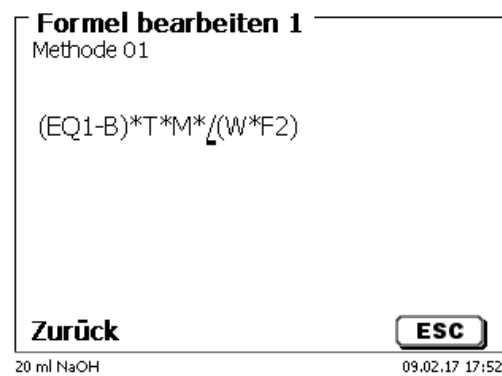 Formel bearbeiten 1
Methode 01
(EQ1-B)*T*M*/(W*F2)
Zurück
ESC
20 ml NaOH
09.02.17 17:52